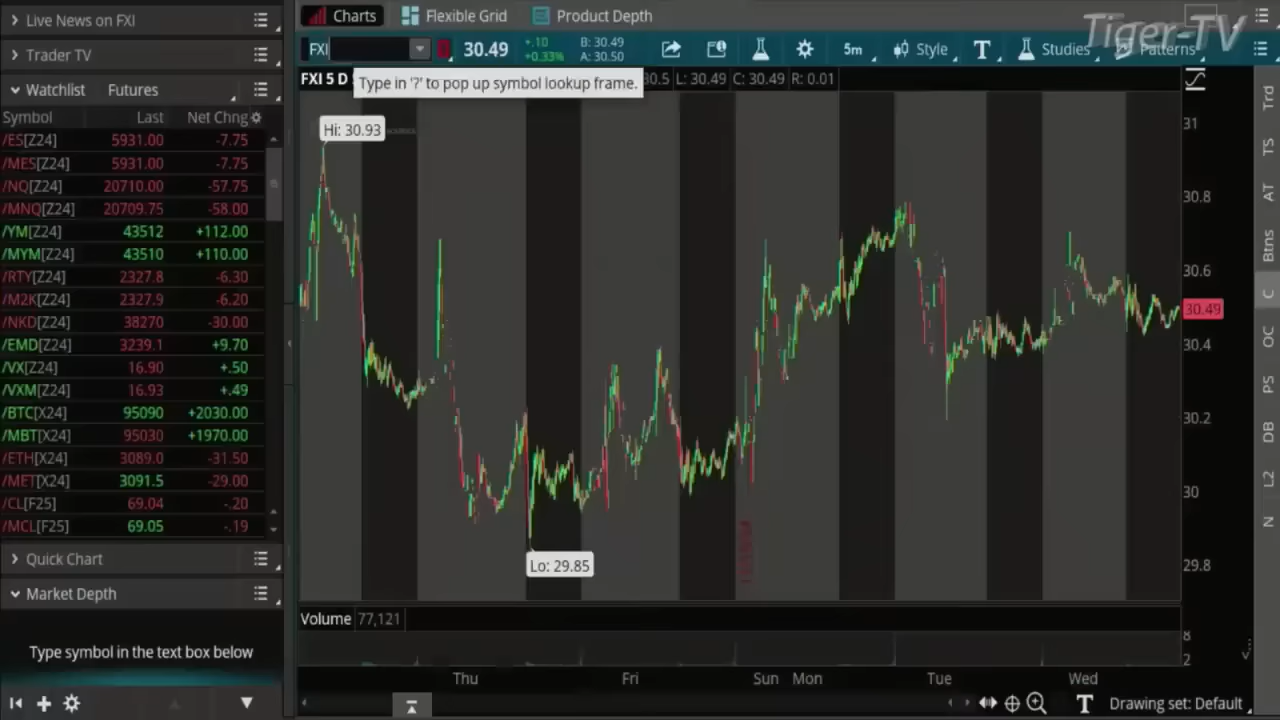 Live News on FXI
Trader TV
Watchlist Futures
Symbol Last Net Chng
/ES[Z24] 5931.00 -7.75
/MES[Z24] 5931.00 -7.75
/NQ[Z24] 20710.00 -57.75
/MNQ[Z24] 20709.75 -58.00
/YM[Z24] 43512 +112.00
/MYM[Z24] 43510 +110.00
/RTY[Z24] 2327.8 -6.30
/M2K[Z24] 2327.9 -6.20
/NKD[Z24] 38270 -30.00
/EMD[Z24] 3239.1 +9.70
/VX[Z24] 16.90 +.50
/VXM[Z24] 16.93 +.49
/BTC[X24] 95090 +2030.00
/MBT[X24] 95030 +1970.00
/ETH[X24] 3089.0 -31.50
/MET[X24] 3091.5 -29.00
/CL[F25] 69.04 -.20
/MCL[F25] 69.05 -.19
Quick Chart
Market Depth
Type symbol in the text box below
Charts Flexible Grid Product Depth
Tiger-TV
FXI 30.49 +.10 B: 30.49
+0.33% A: 30.50
5m Style T Studies Patterns
FXI 5 D
Type in '?' to pop up symbol lookup frame.
30.5 L: 30.49 C: 30.49 R: 0.01
Hi: 30.93
Lo: 29.85
31
30.8
30.6
30.49
30.4
30.2
30
29.8
Volume 77,121
8
2
Thu Fri Sun Mon Tue Wed
T Drawing set: Default
Trd
TS
AT
Btns
C
OC
PS
DB
L2
N